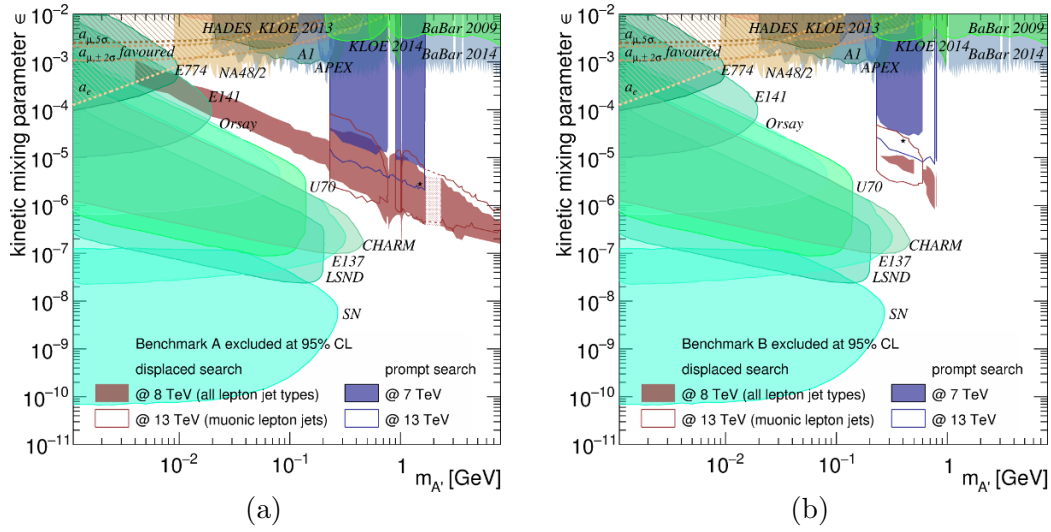 kinetic mixing parameter ε
10⁻²
10⁻³
10⁻⁴
10⁻⁵
10⁻⁶
10⁻⁷
10⁻⁸
10⁻⁹
10⁻¹⁰
10⁻¹¹
a_μ,5σ
a_μ,±2σ favoured
a_e
HADES
KLOE 2013
KLOE 2014
BaBar 2009
BaBar 2014
A1
APEX
NA48/2
E774
E141
Orsay
U70
CHARM
E137
LSND
SN
Benchmark A excluded at 95% CL
displaced search
prompt search
@ 8 TeV (all lepton jet types)
@ 7 TeV
@ 13 TeV (muonic lepton jets)
@ 13 TeV
10⁻²
10⁻¹
1
m_A' [GeV]
(a)
kinetic mixing parameter ε
10⁻²
10⁻³
10⁻⁴
10⁻⁵
10⁻⁶
10⁻⁷
10⁻⁸
10⁻⁹
10⁻¹⁰
10⁻¹¹
a_μ,5σ
a_μ,±2σ favoured
a_e
HADES
KLOE 2013
KLOE 2014
BaBar 2009
BaBar 2014
A1
APEX
NA48/2
E774
E141
Orsay
U70
CHARM
E137
LSND
SN
Benchmark B excluded at 95% CL
displaced search
prompt search
@ 8 TeV (all lepton jet types)
@ 7 TeV
@ 13 TeV (muonic lepton jets)
@ 13 TeV
10⁻²
10⁻¹
1
m_A' [GeV]
(b)